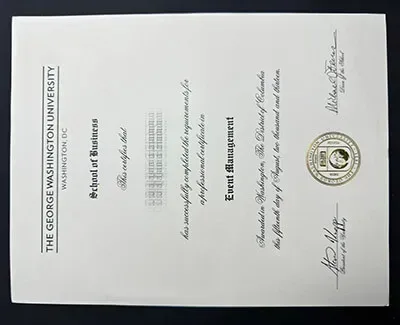 THE GEORGE WASHINGTON UNIVERSITY
WASHINGTON, DC
School of Business
This certifies that
has successfully completed the requirements for
a professional certificate in
Event Management
Awarded in Washington, The District of Columbia
this fifteenth day of August, two thousand and thirteen.
President of the University
Dean of the School